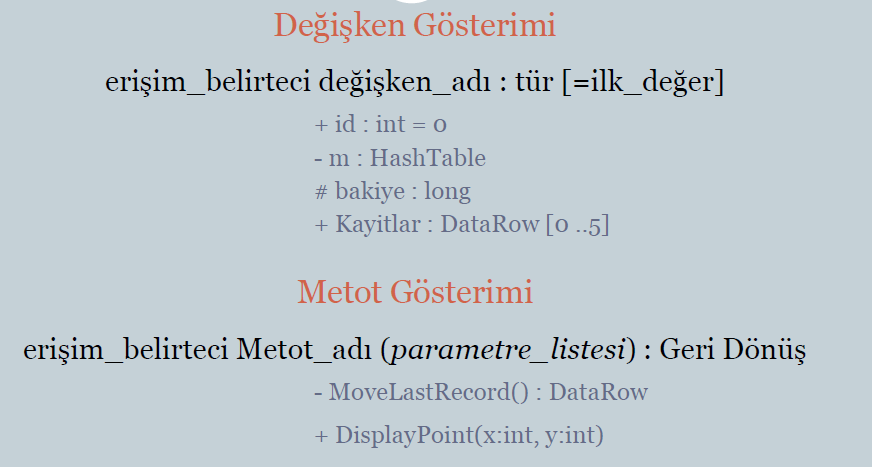 Değişken Gösterimi
erişim_belirteci değişken_adı : tür [=ilk_değer]
+ id : int = 0
- m : HashTable
# bakiye : long
+ Kayitlar : DataRow [0 ..5]
Metot Gösterimi
erişim_belirteci Metot_adı (parametre_listesi) : Geri Dönüş
- MoveLastRecord() : DataRow
+ DisplayPoint(x:int, y:int)